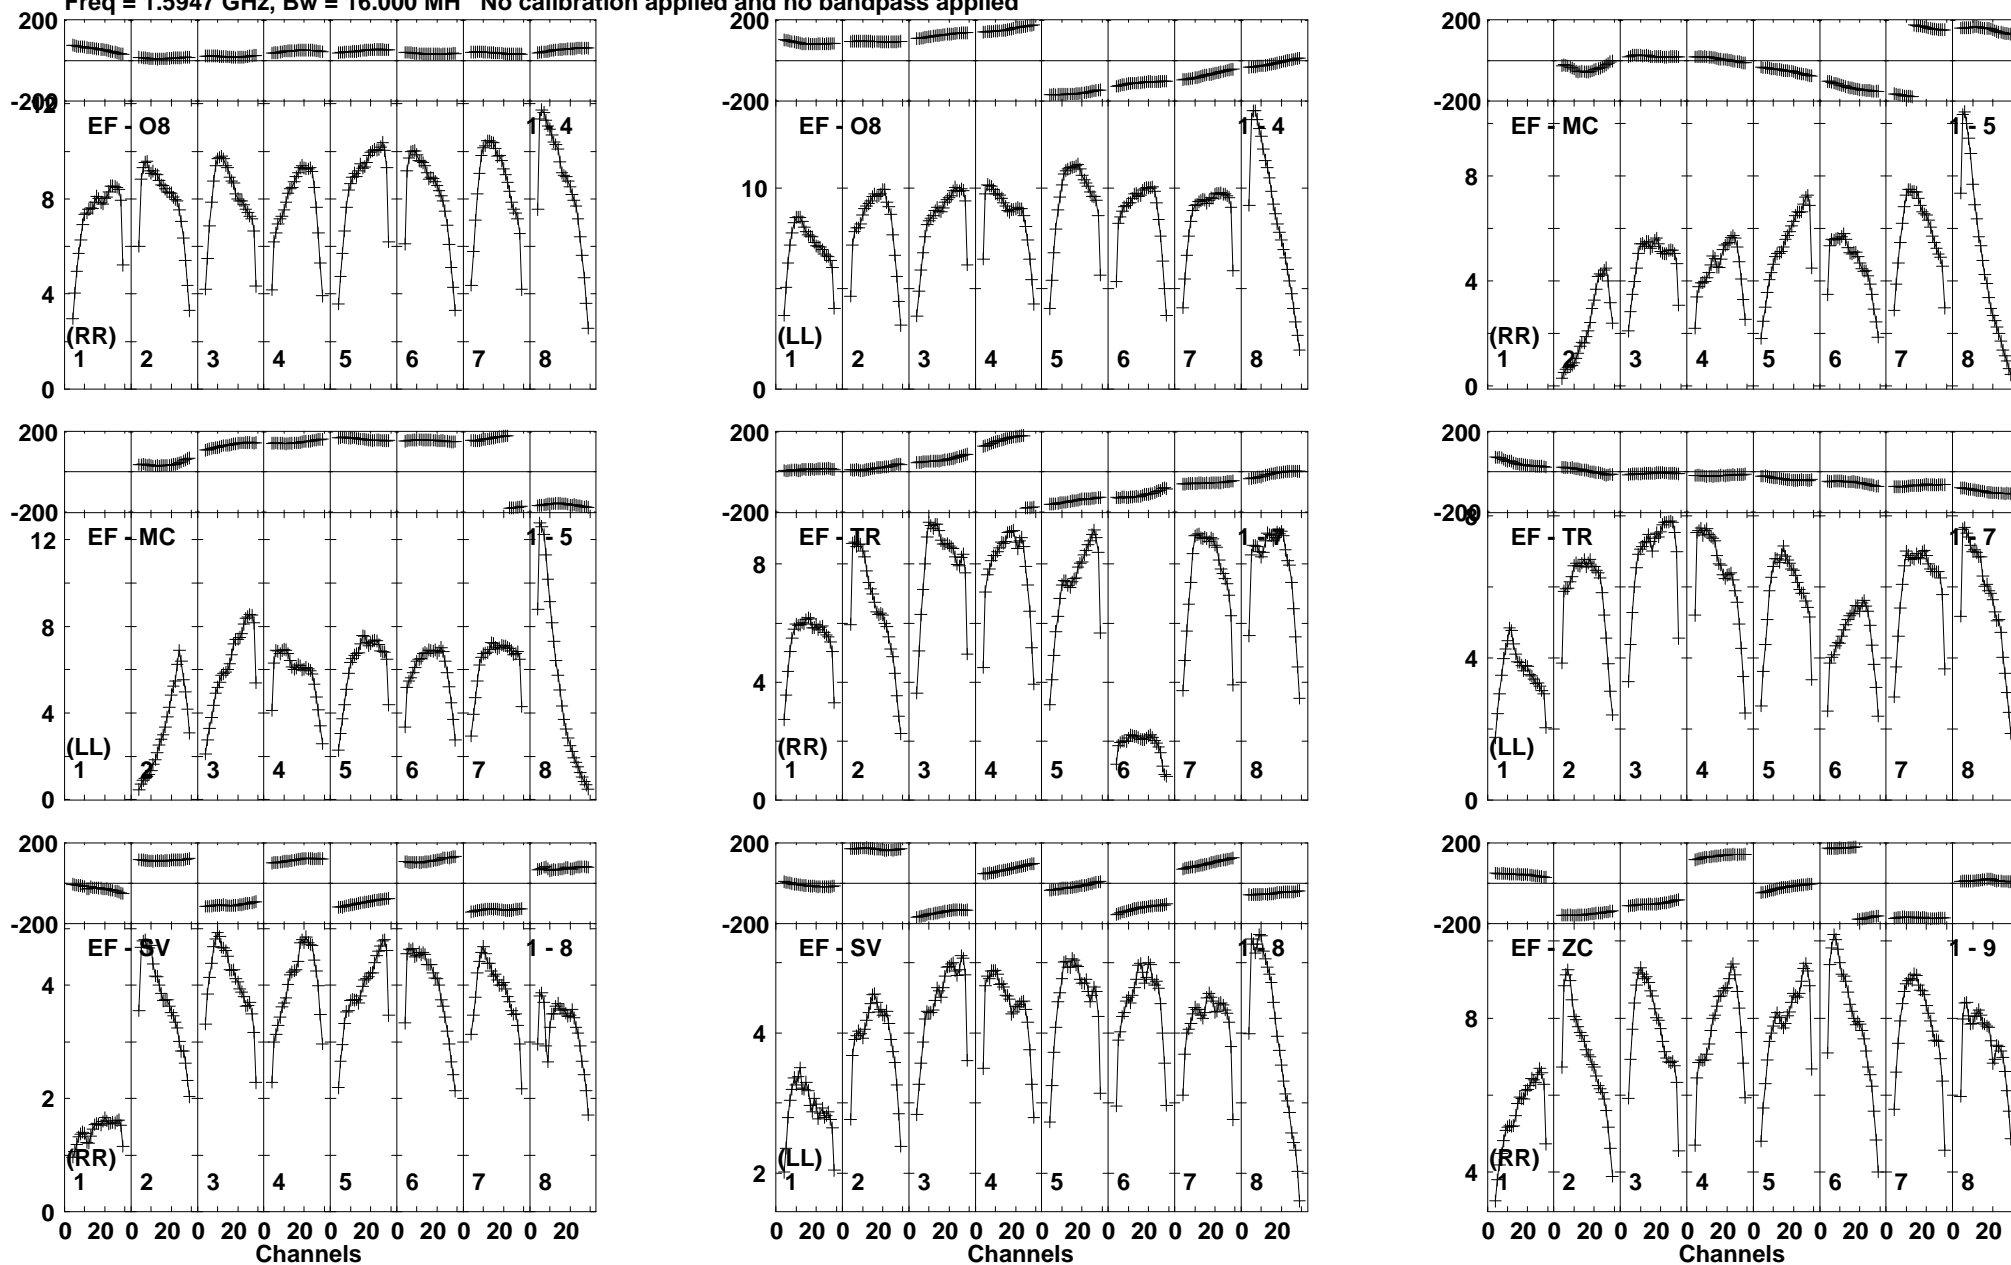 Freq = 1.5947 GHz, Bw = 16.000 MH No calibration applied and no bandpass applied
200 200 200
-200 -200 -200
12
EF - O8 1 - 4 EF - O8 1 - 4 EF - MC 1 - 5
10
8 8
4 4
(RR) (LL) (RR)
1 2 3 4 5 6 7 8 1 2 3 4 5 6 7 8 1 2 3 4 5 6 7 8
0 0 0
200 200 200
-200 -200 -200
8
EF - MC 1 - 5 EF - TR 1 - 7 EF - TR 1 - 7
12
8 8
4 4 4
(LL) (RR) (LL)
1 2 3 4 5 6 7 8 1 2 3 4 5 6 7 8 1 2 3 4 5 6 7 8
0 0 0
200 200 200
-200 -200 -200
EF - SV 1 - 8 EF - SV 1 - 8 EF - ZC 1 - 9
4 4 8
2 2 4
(RR) (LL) (RR)
1 2 3 4 5 6 7 8 1 2 3 4 5 6 7 8 1 2 3 4 5 6 7 8
0
0 20 0 20 0 20 0 20 0 20 0 20 0 20 0 20 0 20 0 20 0 20 0 20 0 20 0 20 0 20 0 20 0 20 0 20 0 20 0 20 0 20 0 20 0 20 0 20
Channels Channels Channels